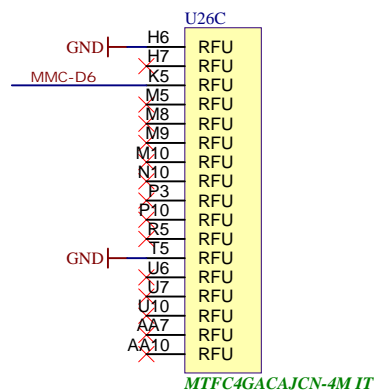 U26C
GND H6 RFU
H7 RFU
MMC-D6 K5 RFU
M5 RFU
M8 RFU
M9 RFU
M10 RFU
N10 RFU
P3 RFU
P10 RFU
R5 RFU
GND T5 RFU
U6 RFU
U7 RFU
U10 RFU
AA7 RFU
AA10 RFU
MTFC4GACAJCN-4M IT